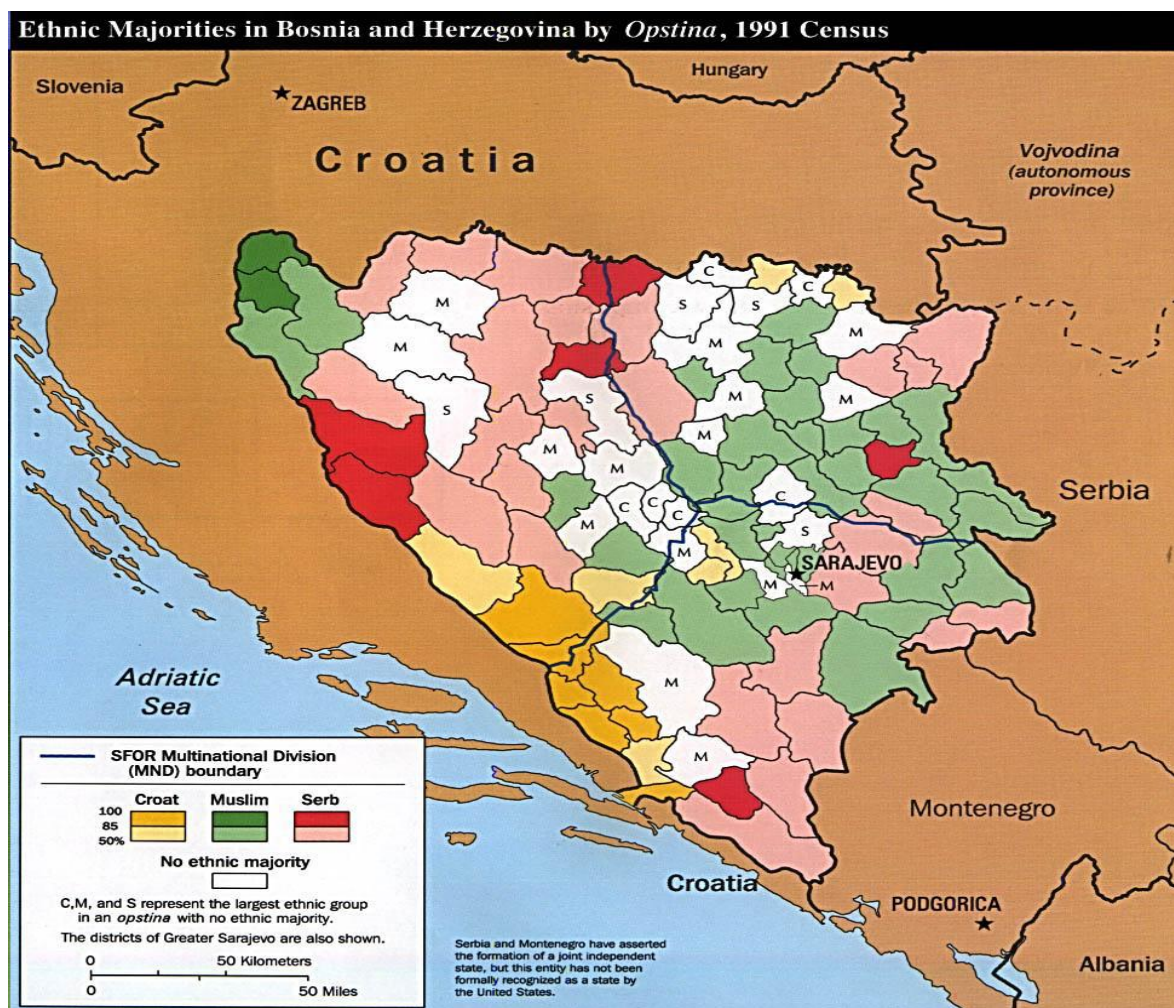 Ethnic Majorities in Bosnia and Herzegovina by Opstina, 1991 Census
Slovenia
Hungary
ZAGREB
Croatia
Vojvodina
(autonomous
province)
C
C
M
S
S
M
M
M
S
S
M
M
M
M
M
C
C
C
C
M
M
S
Serbia
SARAJEVO
M
M
Adriatic
Sea
M
M
Montenegro
Croatia
PODGORICA
Albania
SFOR Multinational Division
(MND) boundary
Croat Muslim Serb
100
85
50%
No ethnic majority
C,M, and S represent the largest ethnic group
in an opstina with no ethnic majority.
The districts of Greater Sarajevo are also shown.
0 50 Kilometers
0 50 Miles
Serbia and Montenegro have asserted
the formation of a joint independent
state, but this entity has not been
formally recognized as a state by
the United States.